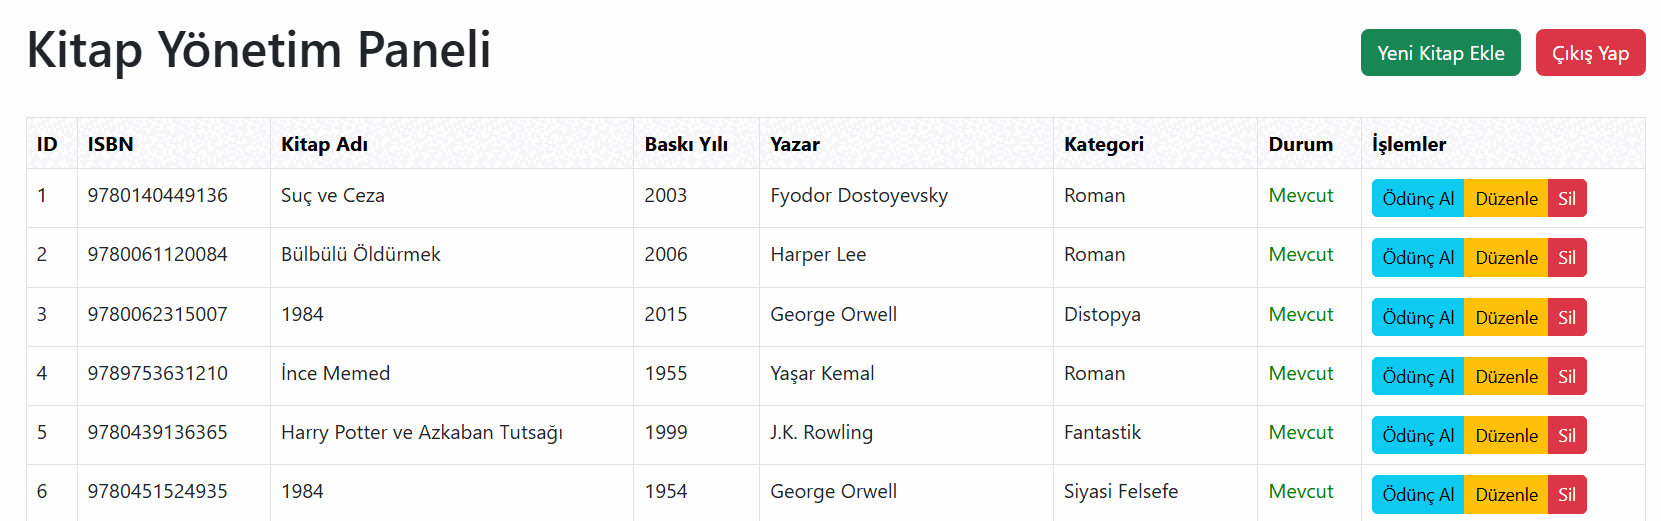 Kitap Yönetim Paneli Yeni Kitap Ekle Çıkış Yap
ID ISBN Kitap Adı Baskı Yılı Yazar Kategori Durum İşlemler
1 9780140449136 Suç ve Ceza 2003 Fyodor Dostoyevsky Roman Mevcut Ödünç Al Düzenle Sil
2 9780061120084 Bülbülü Öldürmek 2006 Harper Lee Roman Mevcut Ödünç Al Düzenle Sil
3 9780062315007 1984 2015 George Orwell Distopya Mevcut Ödünç Al Düzenle Sil
4 9789753631210 İnce Memed 1955 Yaşar Kemal Roman Mevcut Ödünç Al Düzenle Sil
5 9780439136365 Harry Potter ve Azkaban Tutsağı 1999 J.K. Rowling Fantastik Mevcut Ödünç Al Düzenle Sil
6 9780451524935 1984 1954 George Orwell Siyasi Felsefe Mevcut Ödünç Al Düzenle Sil